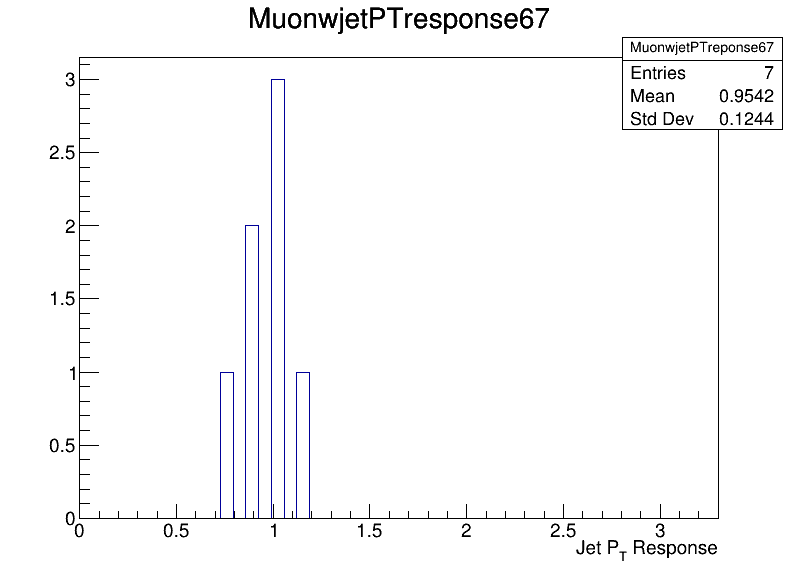 MuonwjetPTresponse67
MuonwjetPTreponse67
Entries 7
Mean 0.9542
Std Dev 0.1244
3
2.5
2
1.5
1
0.5
0
0 0.5 1 1.5 2 2.5 3
Jet PT Response